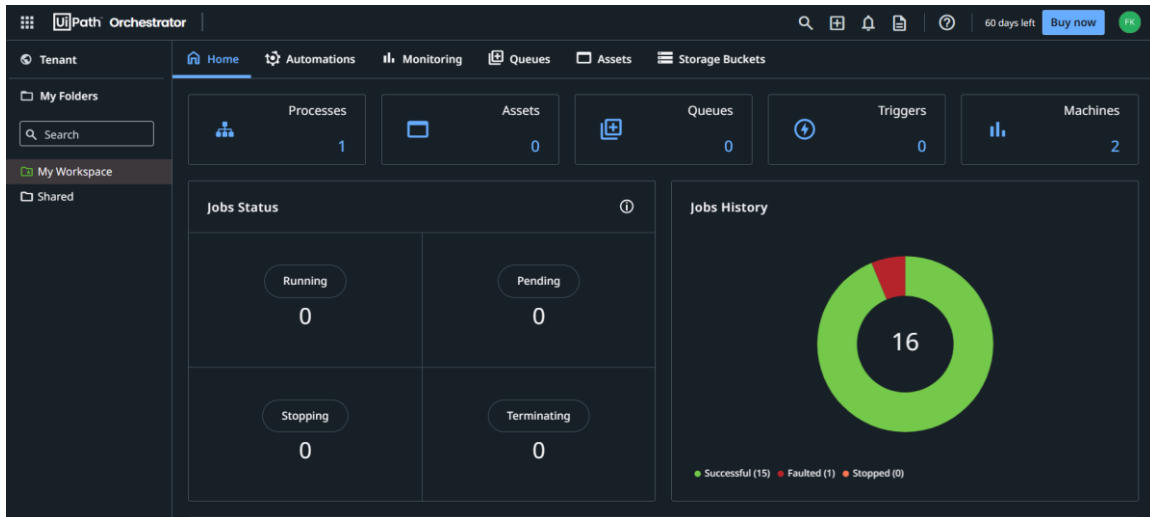 UiPath Orchestrator
60 days left
Buy now
FK
Tenant
Home
Automations
Monitoring
Queues
Assets
Storage Buckets
My Folders
Search
My Workspace
Shared
Processes
1
Assets
0
Queues
0
Triggers
0
Machines
2
Jobs Status
Running
0
Pending
0
Stopping
0
Terminating
0
Jobs History
16
Successful (15)
Faulted (1)
Stopped (0)